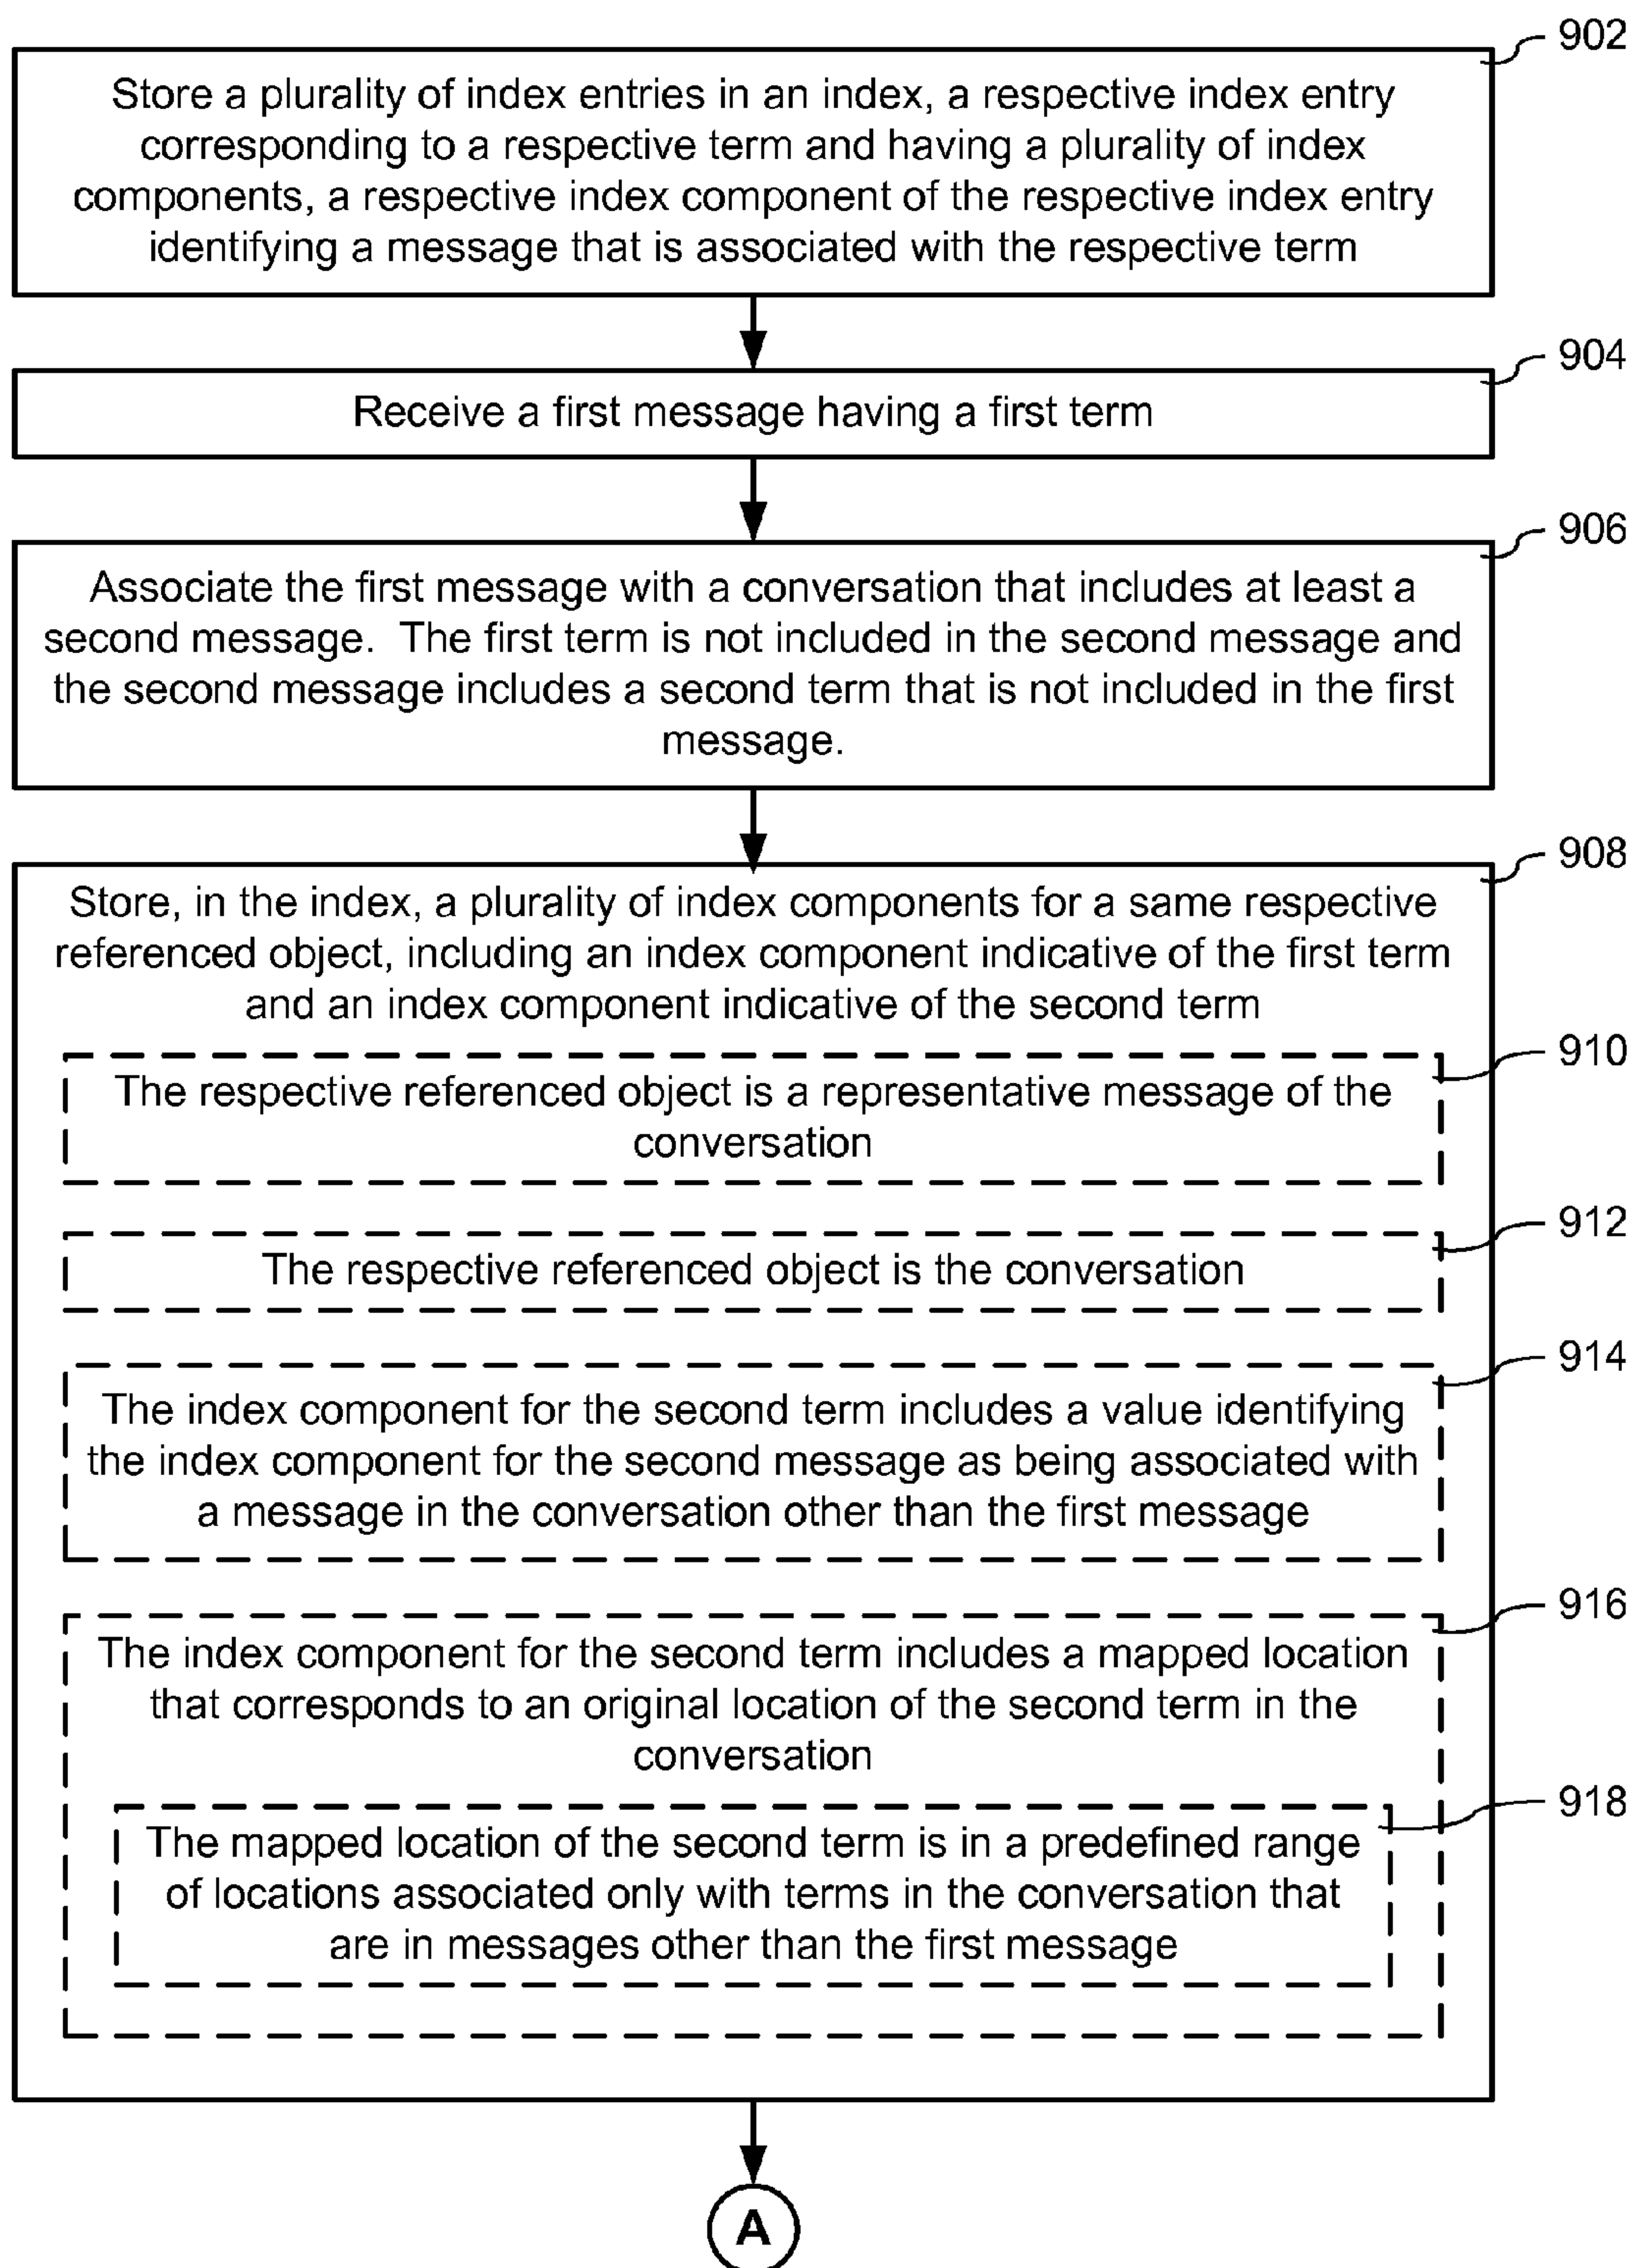 902
Store a plurality of index entries in an index, a respective index entry
corresponding to a respective term and having a plurality of index
components, a respective index component of the respective index entry
identifying a message that is associated with the respective term
904
Receive a first message having a first term
906
Associate the first message with a conversation that includes at least a
second message.  The first term is not included in the second message and
the second message includes a second term that is not included in the first
message.
908
Store, in the index, a plurality of index components for a same respective
referenced object, including an index component indicative of the first term
and an index component indicative of the second term
910
The respective referenced object is a representative message of the
conversation
912
The respective referenced object is the conversation
914
The index component for the second term includes a value identifying
the index component for the second message as being associated with
a message in the conversation other than the first message
916
The index component for the second term includes a mapped location
that corresponds to an original location of the second term in the
conversation
918
The mapped location of the second term is in a predefined range
of locations associated only with terms in the conversation that
are in messages other than the first message
A